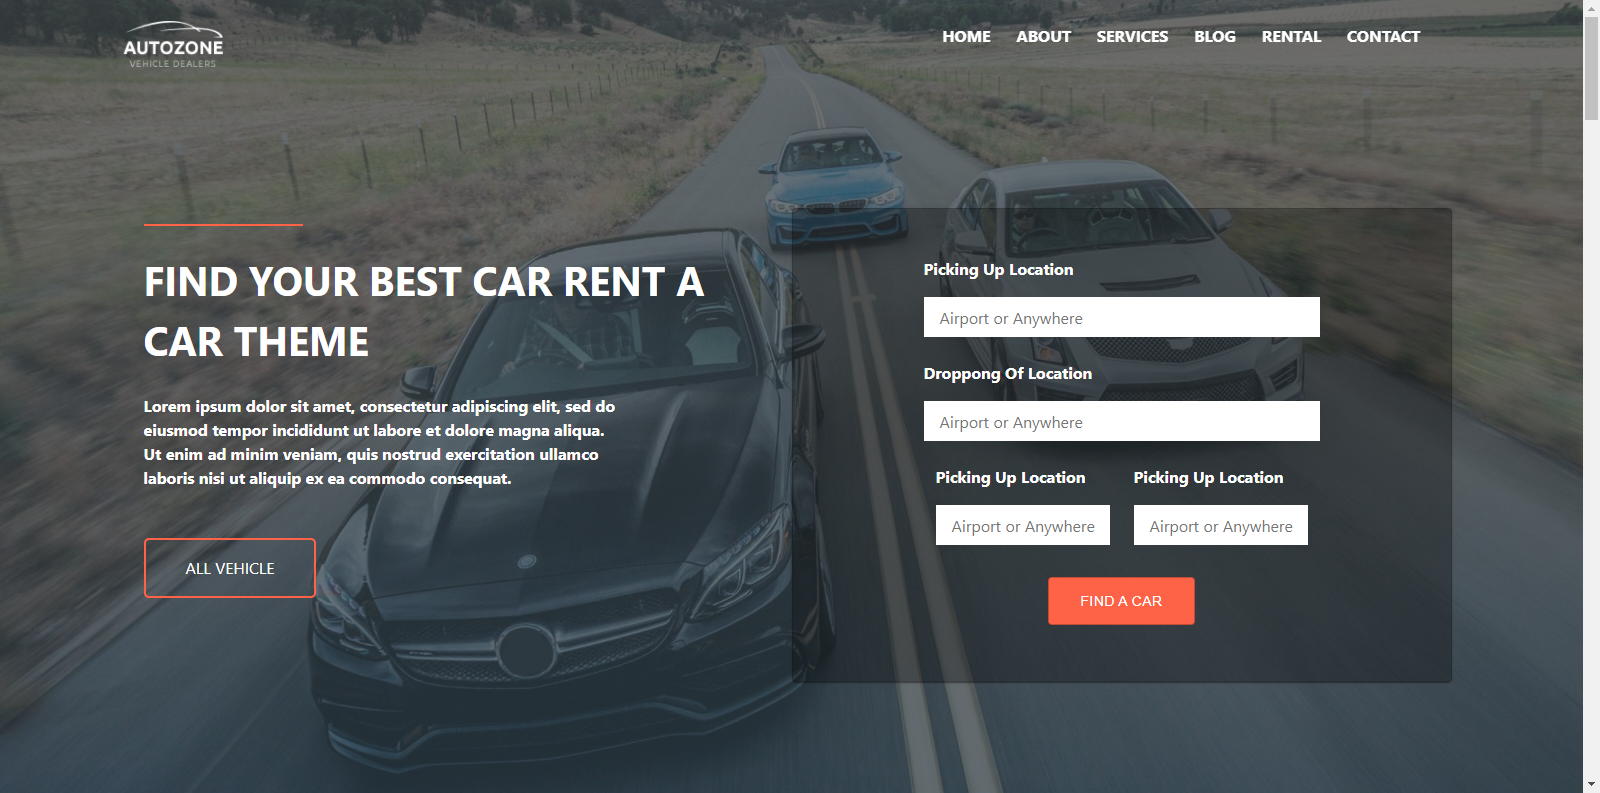 AUTOZONE
VEHICLE DEALERS
HOME ABOUT SERVICES BLOG RENTAL CONTACT
FIND YOUR BEST CAR RENT A
CAR THEME
Lorem ipsum dolor sit amet, consectetur adipiscing elit, sed do
eiusmod tempor incididunt ut labore et dolore magna aliqua.
Ut enim ad minim veniam, quis nostrud exercitation ullamco
laboris nisi ut aliquip ex ea commodo consequat.
ALL VEHICLE
Picking Up Location
Airport or Anywhere
Droppong Of Location
Airport or Anywhere
Picking Up Location Picking Up Location
Airport or Anywhere Airport or Anywhere
FIND A CAR